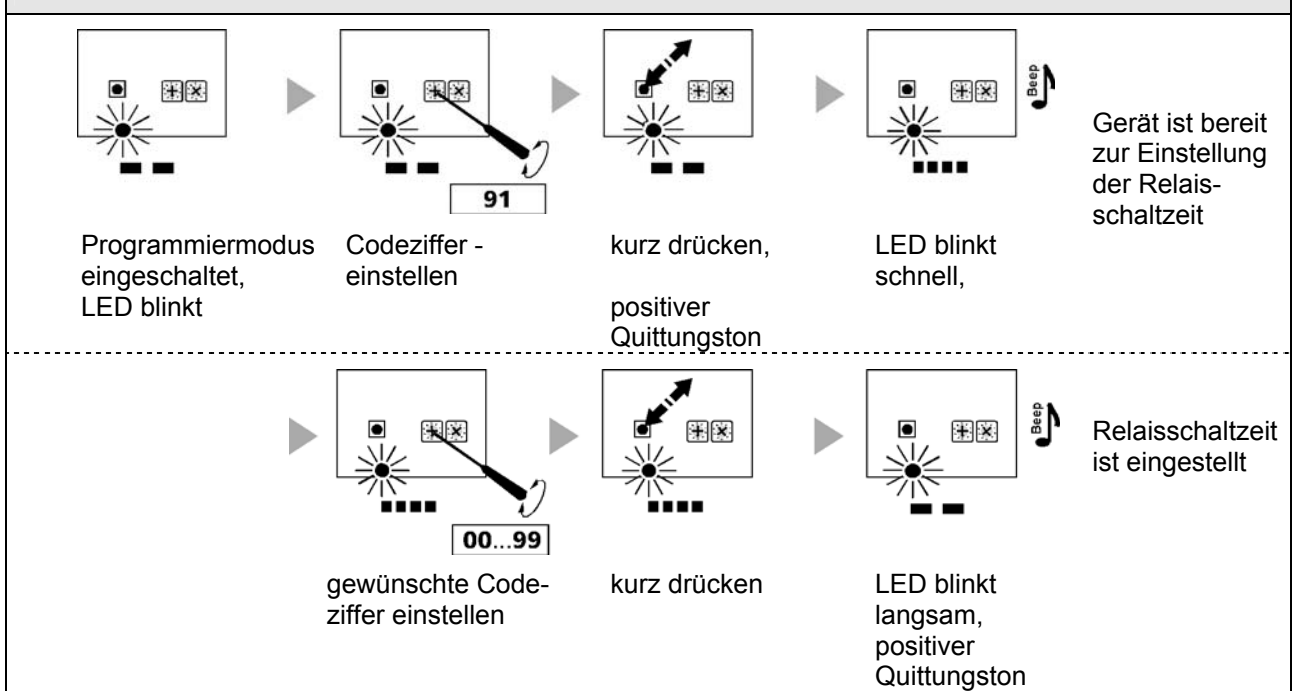 Beep
91
Gerät ist bereit
zur Einstellung
der Relais-
schaltzeit
Programmiermodus
eingeschaltet,
LED blinkt
Codeziffer -
einstellen
kurz drücken,
positiver
Quittungston
LED blinkt
schnell,
Beep
00...99
Relaisschaltzeit
ist eingestellt
gewünschte Code-
ziffer einstellen
kurz drücken
LED blinkt
langsam,
positiver
Quittungston